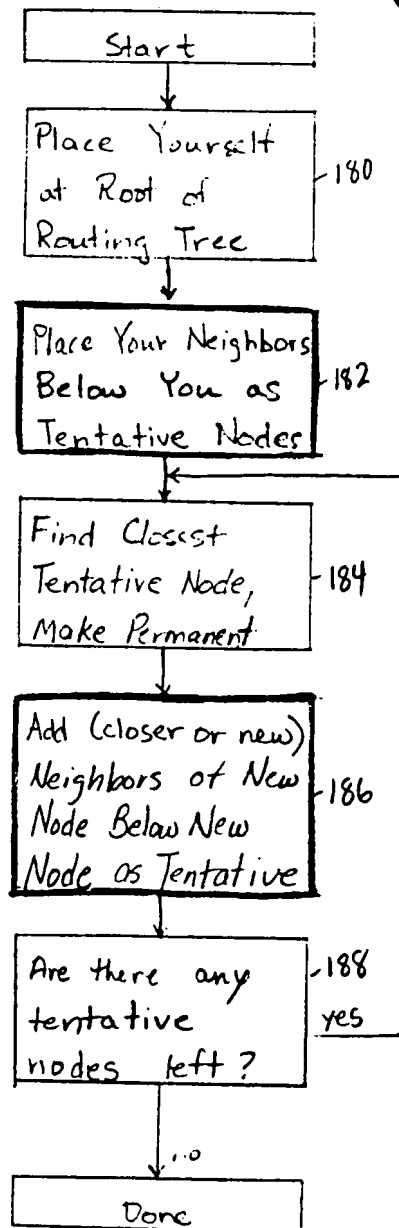 Start
Place Yourself
at Root of
Routing Tree
180
Place Your Neighbors
Below You as
Tentative Nodes
182
Find Closest
Tentative Node,
Make Permanent
184
Add (closer or new)
Neighbors of New
Node Below New
Node as Tentative
186
Are there any
tentative
nodes left?
188
yes
Done